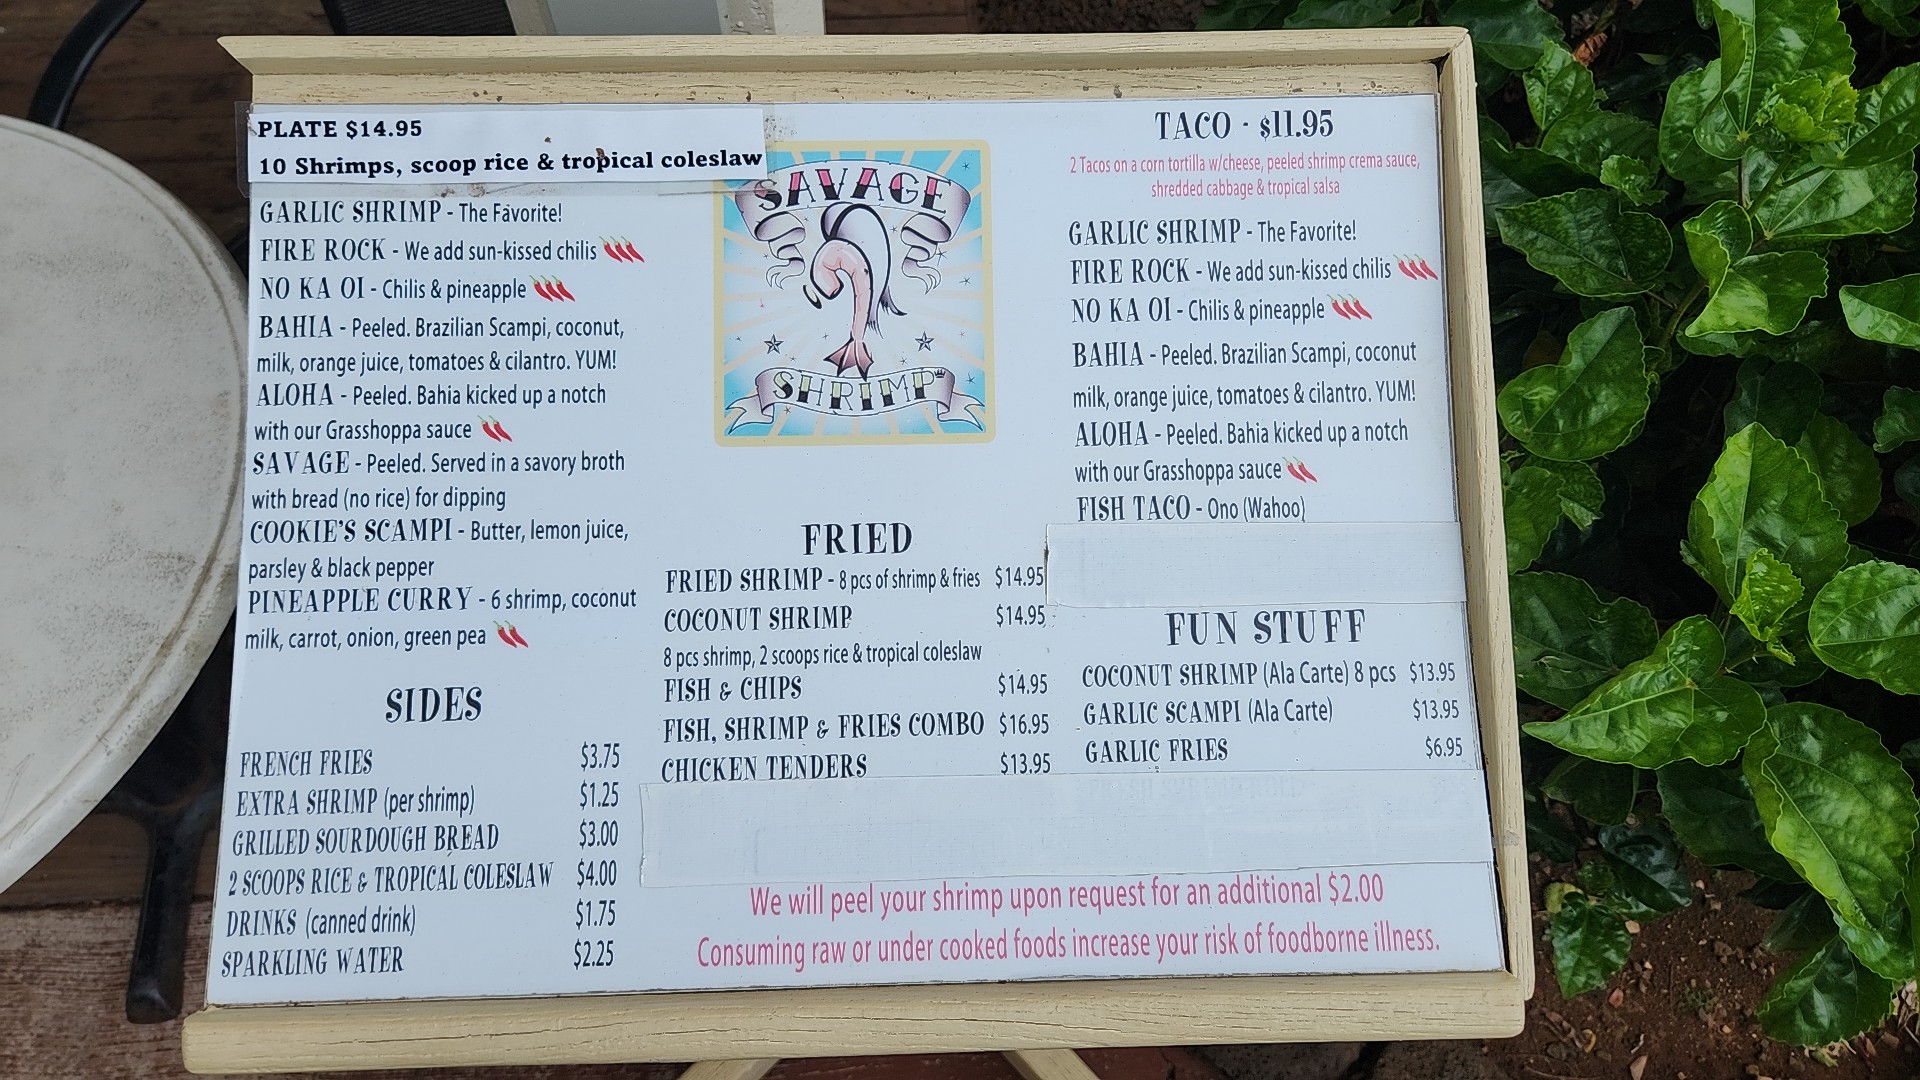 PLATE $14.95
10 Shrimps, scoop rice & tropical coleslaw
GARLIC SHRIMP - The Favorite!
FIRE ROCK - We add sun-kissed chilis
NO KA OI - Chilis & pineapple
BAHIA - Peeled. Brazilian Scampi, coconut,
milk, orange juice, tomatoes & cilantro. YUM!
ALOHA - Peeled. Bahia kicked up a notch
with our Grasshoppa sauce
SAVAGE - Peeled. Served in a savory broth
with bread (no rice) for dipping
COOKIE'S SCAMPI - Butter, lemon juice,
parsley & black pepper
PINEAPPLE CURRY - 6 shrimp, coconut
milk, carrot, onion, green pea
SIDES
FRENCH FRIES $3.75
EXTRA SHRIMP (per shrimp) $1.25
GRILLED SOURDOUGH BREAD $3.00
2 SCOOPS RICE & TROPICAL COLESLAW $4.00
DRINKS (canned drink) $1.75
SPARKLING WATER $2.25
SAVAGE
SHRIMP
FRIED
FRIED SHRIMP - 8 pcs of shrimp & fries $14.95
COCONUT SHRIMP $14.95
8 pcs shrimp, 2 scoops rice & tropical coleslaw
FISH & CHIPS $14.95
FISH, SHRIMP & FRIES COMBO $16.95
CHICKEN TENDERS $13.95
TACO - $11.95
2 Tacos on a corn tortilla w/cheese, peeled shrimp crema sauce,
shredded cabbage & tropical salsa
GARLIC SHRIMP - The Favorite!
FIRE ROCK - We add sun-kissed chilis
NO KA OI - Chilis & pineapple
BAHIA - Peeled. Brazilian Scampi, coconut
milk, orange juice, tomatoes & cilantro. YUM!
ALOHA - Peeled. Bahia kicked up a notch
with our Grasshoppa sauce
FISH TACO - Ono (Wahoo)
FUN STUFF
COCONUT SHRIMP (Ala Carte) 8 pcs $13.95
GARLIC SCAMPI (Ala Carte) $13.95
GARLIC FRIES $6.95
We will peel your shrimp upon request for an additional $2.00
Consuming raw or under cooked foods increase your risk of foodborne illness.